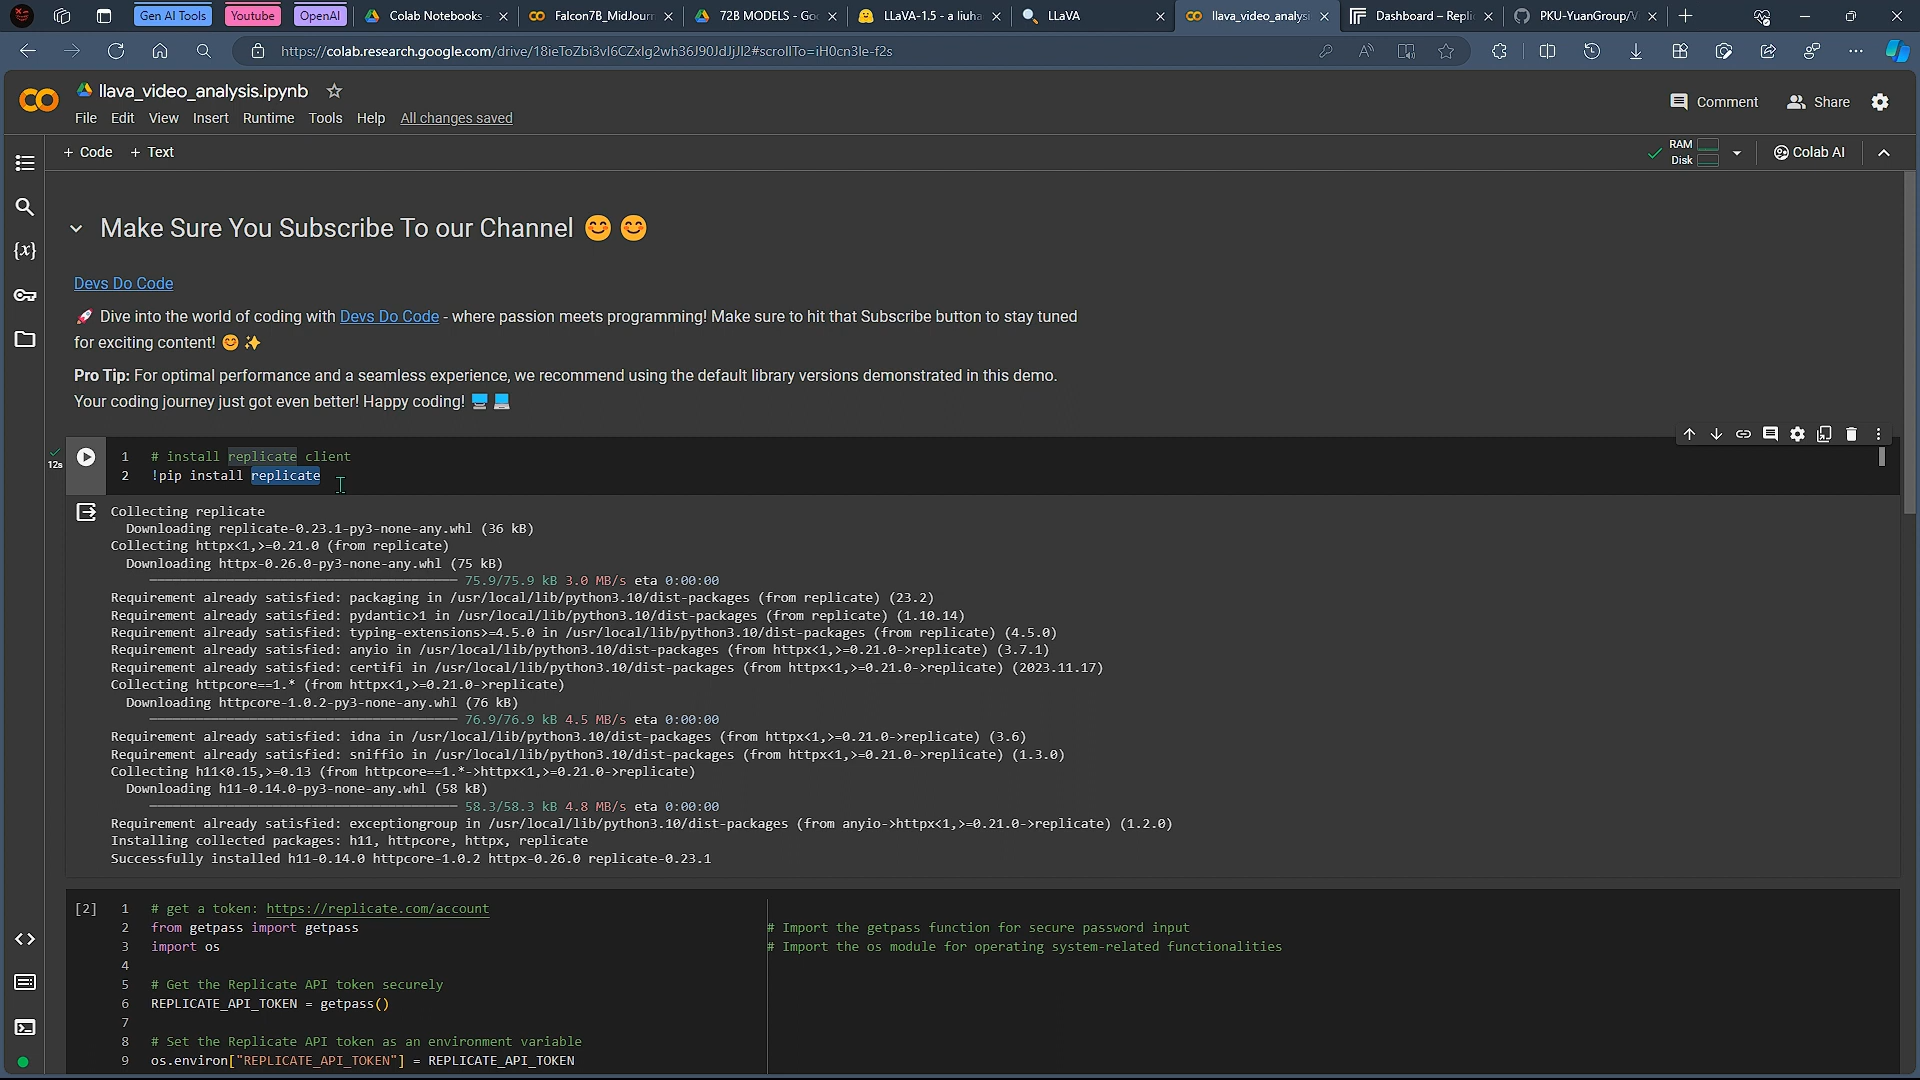 Gen AI Tools
Youtube
OpenAI
Colab Notebooks -
Falcon7B_MidJourn
72B MODELS - Goo
LLaVA-1.5 - a liuha
LLaVA
llava_video_analysi
Dashboard – Replic
PKU-YuanGroup/V
https://colab.research.google.com/drive/18ieToZbi3vl6CZxlg2wh36J90JdJjJl2#scrollTo=iH0cn3le-f2s
llava_video_analysis.ipynb
Comment
Share
File Edit View Insert Runtime Tools Help All changes saved
+ Code + Text
RAM
Disk
Colab AI
Make Sure You Subscribe To our Channel 😊 😊
Devs Do Code
🚀 Dive into the world of coding with Devs Do Code - where passion meets programming! Make sure to hit that Subscribe button to stay tuned
for exciting content! 😊 ✨
Pro Tip: For optimal performance and a seamless experience, we recommend using the default library versions demonstrated in this demo.
Your coding journey just got even better! Happy coding! 🖥️ 💻
12s
1 # install replicate client
2 !pip install replicate
Collecting replicate
Downloading replicate-0.23.1-py3-none-any.whl (36 kB)
Collecting httpx<1,>=0.21.0 (from replicate)
Downloading httpx-0.26.0-py3-none-any.whl (75 kB)
75.9/75.9 kB 3.0 MB/s eta 0:00:00
Requirement already satisfied: packaging in /usr/local/lib/python3.10/dist-packages (from replicate) (23.2)
Requirement already satisfied: pydantic>1 in /usr/local/lib/python3.10/dist-packages (from replicate) (1.10.14)
Requirement already satisfied: typing-extensions>=4.5.0 in /usr/local/lib/python3.10/dist-packages (from replicate) (4.5.0)
Requirement already satisfied: anyio in /usr/local/lib/python3.10/dist-packages (from httpx<1,>=0.21.0->replicate) (3.7.1)
Requirement already satisfied: certifi in /usr/local/lib/python3.10/dist-packages (from httpx<1,>=0.21.0->replicate) (2023.11.17)
Collecting httpcore==1.* (from httpx<1,>=0.21.0->replicate)
Downloading httpcore-1.0.2-py3-none-any.whl (76 kB)
76.9/76.9 kB 4.5 MB/s eta 0:00:00
Requirement already satisfied: idna in /usr/local/lib/python3.10/dist-packages (from httpx<1,>=0.21.0->replicate) (3.6)
Requirement already satisfied: sniffio in /usr/local/lib/python3.10/dist-packages (from httpx<1,>=0.21.0->replicate) (1.3.0)
Collecting h11<0.15,>=0.13 (from httpcore==1.*->httpx<1,>=0.21.0->replicate)
Downloading h11-0.14.0-py3-none-any.whl (58 kB)
58.3/58.3 kB 4.8 MB/s eta 0:00:00
Requirement already satisfied: exceptiongroup in /usr/local/lib/python3.10/dist-packages (from anyio->httpx<1,>=0.21.0->replicate) (1.2.0)
Installing collected packages: h11, httpcore, httpx, replicate
Successfully installed h11-0.14.0 httpcore-1.0.2 httpx-0.26.0 replicate-0.23.1
[2] 1 # get a token: https://replicate.com/account
2 from getpass import getpass # Import the getpass function for secure password input
3 import os # Import the os module for operating system-related functionalities
4
5 # Get the Replicate API token securely
6 REPLICATE_API_TOKEN = getpass()
7
8 # Set the Replicate API token as an environment variable
9 os.environ["REPLICATE_API_TOKEN"] = REPLICATE_API_TOKEN